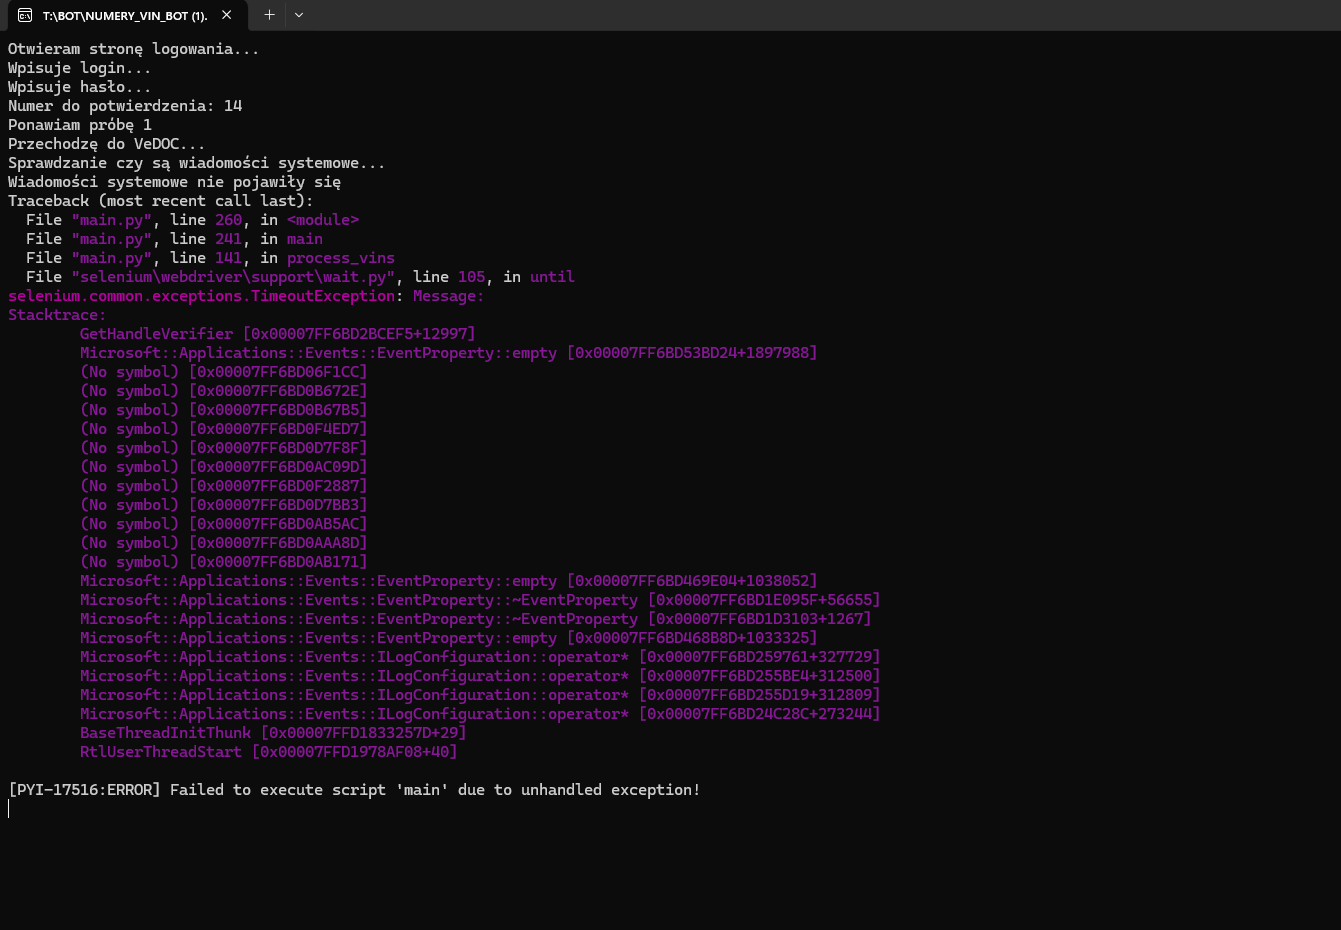 T:\BOT\NUMERY_VIN_BOT (1).
Otwieram stronę logowania...
Wpisuje login...
Wpisuje hasło...
Numer do potwierdzenia: 14
Ponawiam próbę 1
Przechodzę do VeDOC...
Sprawdzanie czy są wiadomości systemowe...
Wiadomości systemowe nie pojawiły się
Traceback (most recent call last):
  File "main.py", line 260, in <module>
  File "main.py", line 241, in main
  File "main.py", line 141, in process_vins
  File "selenium\webdriver\support\wait.py", line 105, in until
selenium.common.exceptions.TimeoutException: Message:
Stacktrace:
        GetHandleVerifier [0x00007FF6BD2BCEF5+12997]
        Microsoft::Applications::Events::EventProperty::empty [0x00007FF6BD53BD24+1897988]
        (No symbol) [0x00007FF6BD06F1CC]
        (No symbol) [0x00007FF6BD0B672E]
        (No symbol) [0x00007FF6BD0B67B5]
        (No symbol) [0x00007FF6BD0F4ED7]
        (No symbol) [0x00007FF6BD0D7F8F]
        (No symbol) [0x00007FF6BD0AC09D]
        (No symbol) [0x00007FF6BD0F2887]
        (No symbol) [0x00007FF6BD0D7BB3]
        (No symbol) [0x00007FF6BD0AB5AC]
        (No symbol) [0x00007FF6BD0AAA8D]
        (No symbol) [0x00007FF6BD0AB171]
        Microsoft::Applications::Events::EventProperty::empty [0x00007FF6BD469E04+1038052]
        Microsoft::Applications::Events::EventProperty::~EventProperty [0x00007FF6BD1E095F+56655]
        Microsoft::Applications::Events::EventProperty::~EventProperty [0x00007FF6BD1D3103+1267]
        Microsoft::Applications::Events::EventProperty::empty [0x00007FF6BD468B8D+1033325]
        Microsoft::Applications::Events::ILogConfiguration::operator* [0x00007FF6BD259761+327729]
        Microsoft::Applications::Events::ILogConfiguration::operator* [0x00007FF6BD255BE4+312500]
        Microsoft::Applications::Events::ILogConfiguration::operator* [0x00007FF6BD255D19+312809]
        Microsoft::Applications::Events::ILogConfiguration::operator* [0x00007FF6BD24C28C+273244]
        BaseThreadInitThunk [0x00007FFD1833257D+29]
        RtlUserThreadStart [0x00007FFD1978AF08+40]
[PYI-17516:ERROR] Failed to execute script 'main' due to unhandled exception!